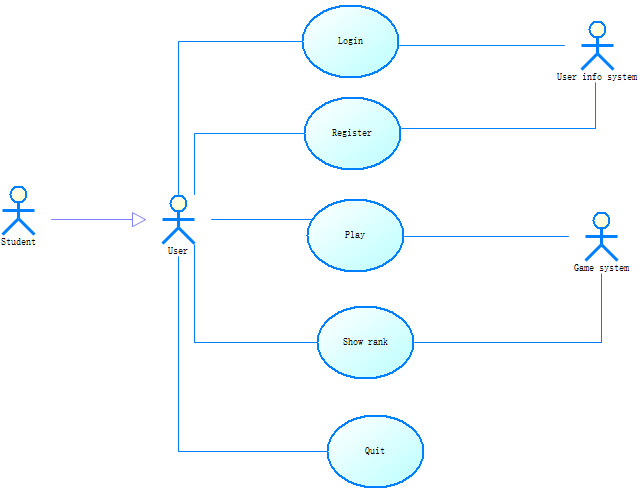 Login
User info system
Register
Student
User
Play
Game system
Show rank
Quit